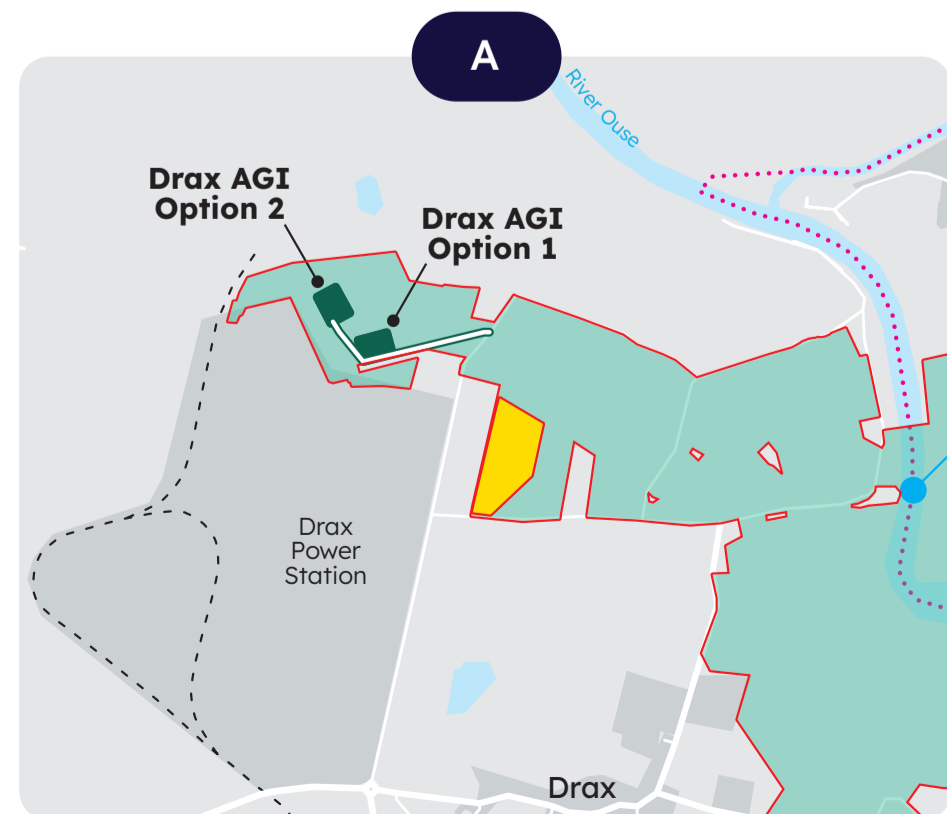 A
River Ouse
Drax AGI
Option 2
Drax AGI
Option 1
Drax
Power
Station
Drax